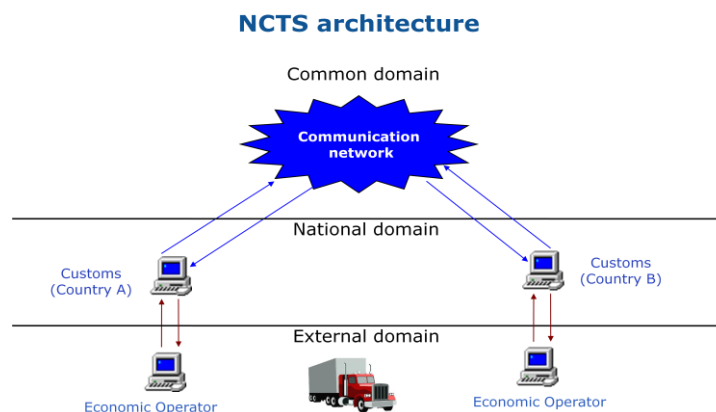 NCTS architecture
Common domain
Communication
network
National domain
Customs
(Country A)
Customs
(Country B)
External domain
Economic Operator
Economic Operator